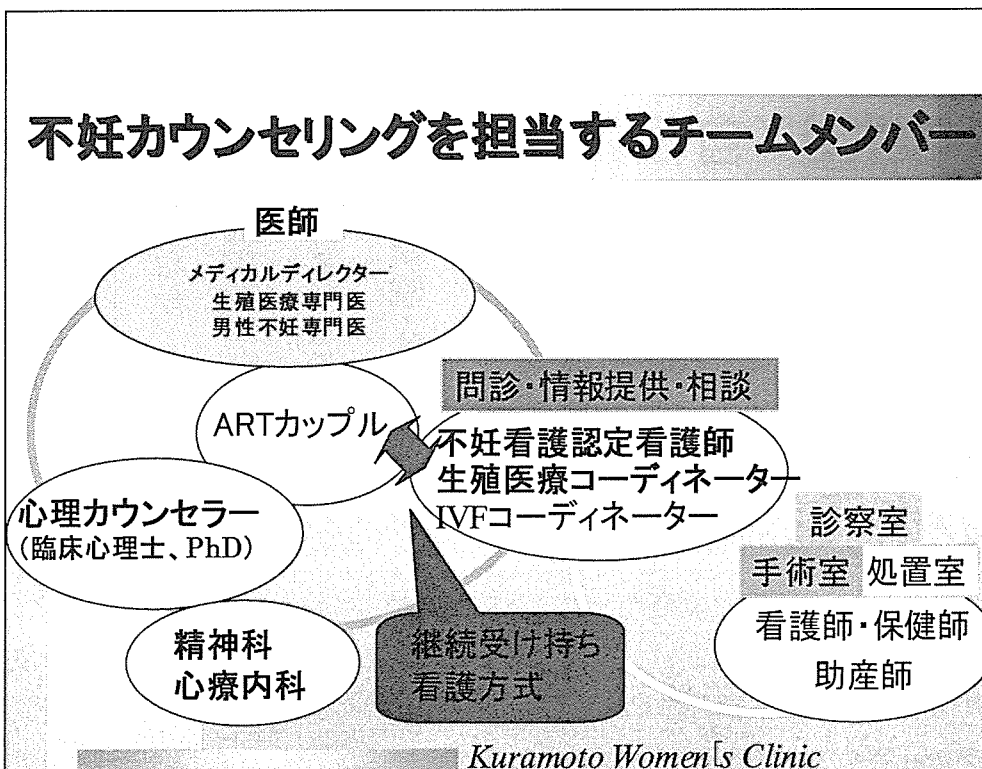 不妊カウンセリングを担当するチームメンバー
医師
メディカルディレクター
生殖医療専門医
男性不妊専門医
問診・情報提供・相談
ARTカップル
不妊看護認定看護師
生殖医療コーディネーター
IVFコーディネーター
心理カウンセラー
(臨床心理士、PhD)
診察室
手術室 処置室
看護師・保健師
助産師
精神科
心療内科
継続受け持ち
看護方式
Kuramoto Women[s Clinic